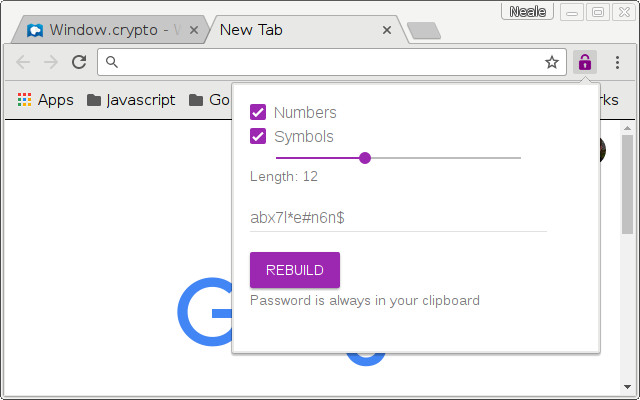 Neale
Window.crypto - W
New Tab
Apps
Javascript
Go
rks
Numbers
Symbols
Length: 12
abx7l*e#n6n$
REBUILD
Password is always in your clipboard
G